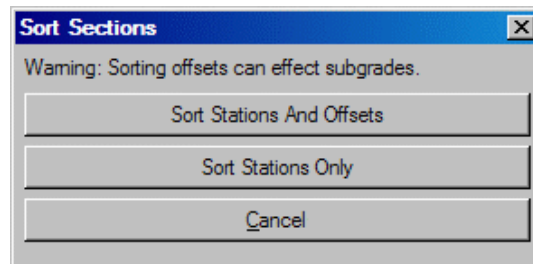 Sort Sections
Warning: Sorting offsets can effect subgrades.
Sort Stations And Offsets
Sort Stations Only
Cancel